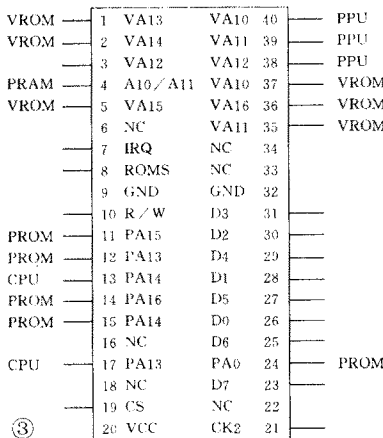 VROM 1 VA13 VA10 40 PPU
VROM 2 VA14 VA11 39 PPU
3 VA12 VA12 38 PPU
PRAM 4 A10/A11 VA10 37 VROM
VROM 5 VA15 VA16 36 VROM
6 NC VA11 35 VROM
7 IRQ NC 34
8 ROMS NC 33
9 GND GND 32
10 R/W D3 31
PROM 11 PA15 D2 30
PROM 12 PA13 D4 29
CPU 13 PA14 D1 28
PROM 14 PA16 D5 27
PROM 15 PA14 D0 26
16 NC D6 25
CPU 17 PA13 PA0 24 PROM
18 NC D7 23
19 CS NC 22
③ 20 VCC CK2 21